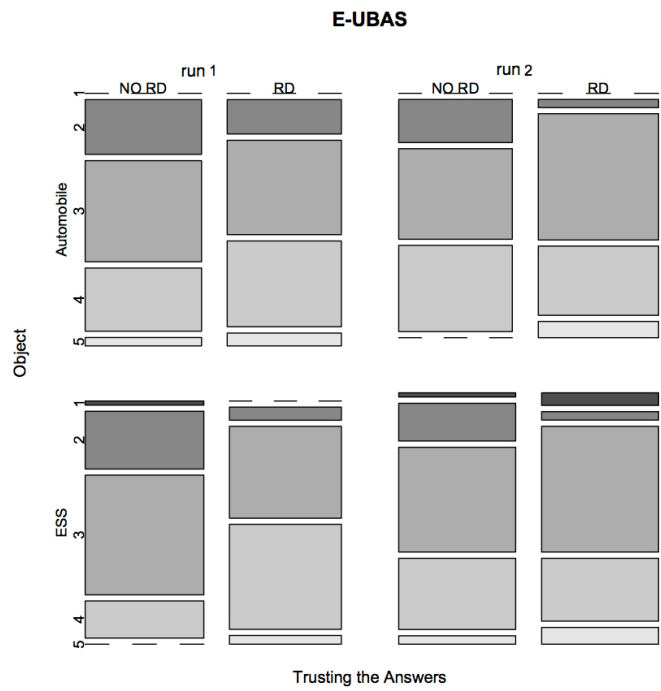 E-UBAS
run 1
run 2
NO RD
RD
NO RD
RD
1
2
3
4
5
Automobile
Object
1
2
3
4
5
ESS
Trusting the Answers